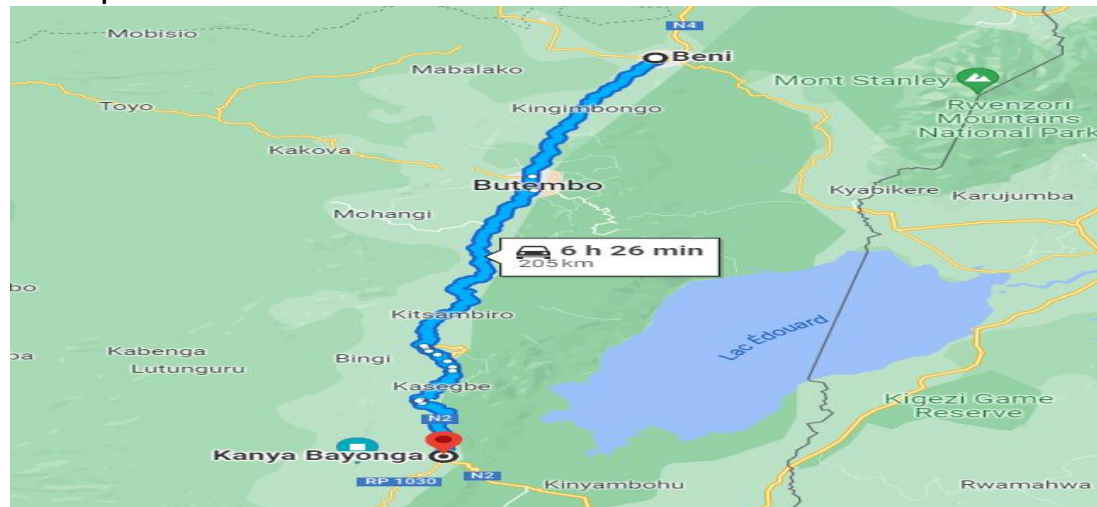 N4
Mobisio
Beni
Mabalako
Mont Stanley
Toyo
Kingimbongo
Rwenzori
Mountains
National Park
Kakova
Butembo
Kyabikere
Karujumba
Mohangi
6 h 26 min
205 km
bo
Kitsambiro
Lac Édouard
Kabenga
Bingi
Lutunguru
Kasegbe
Kigezi Game
Reserve
N2
Kanya Bayonga
N2
RP 1030
Kinyambohu
Rwamahwa